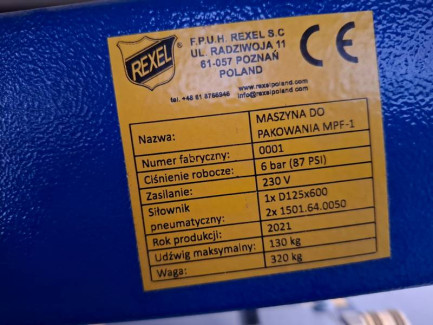 REXEL
F.P.U.H. REXEL S.C
UL. RADZIWOJA 11
61-057 POZNAŃ
POLAND
CE
www.rexelpoland.com
tel. +48 61 8768946 info@rexelpoland.com
Nazwa: MASZYNA DO
PAKOWANIA MPF-1
Numer fabryczny: 0001
Ciśnienie robocze: 6 bar (87 PSI)
Zasilanie: 230 V
Siłownik 1x D125x600
pneumatyczny: 2x 1501.64.0050
Rok produkcji: 2021
Udźwig maksymalny: 130 kg
Waga: 320 kg